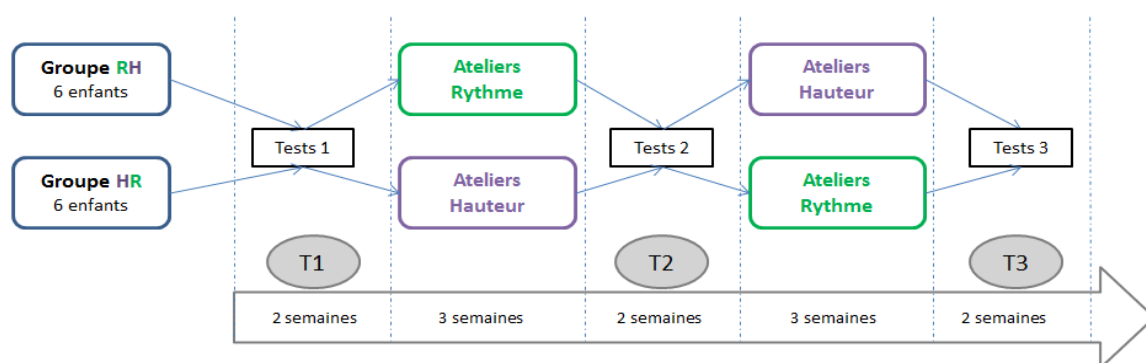 Groupe RH
6 enfants
Ateliers
Rythme
Ateliers
Hauteur
Tests 1
Tests 2
Tests 3
Groupe HR
6 enfants
Ateliers
Hauteur
Ateliers
Rythme
T1
T2
T3
2 semaines
3 semaines
2 semaines
3 semaines
2 semaines